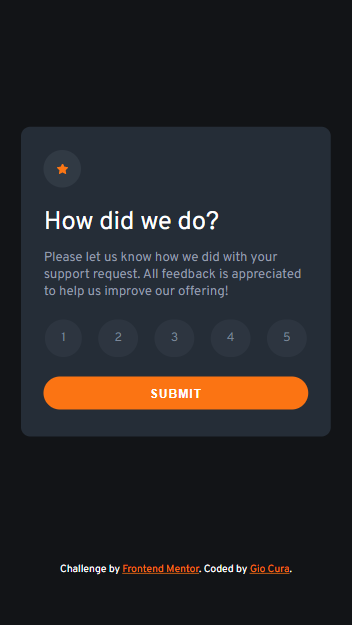 How did we do?
Please let us know how we did with your
support request. All feedback is appreciated
to help us improve our offering!
1 2 3 4 5
SUBMIT
Challenge by Frontend Mentor. Coded by Gio Cura.